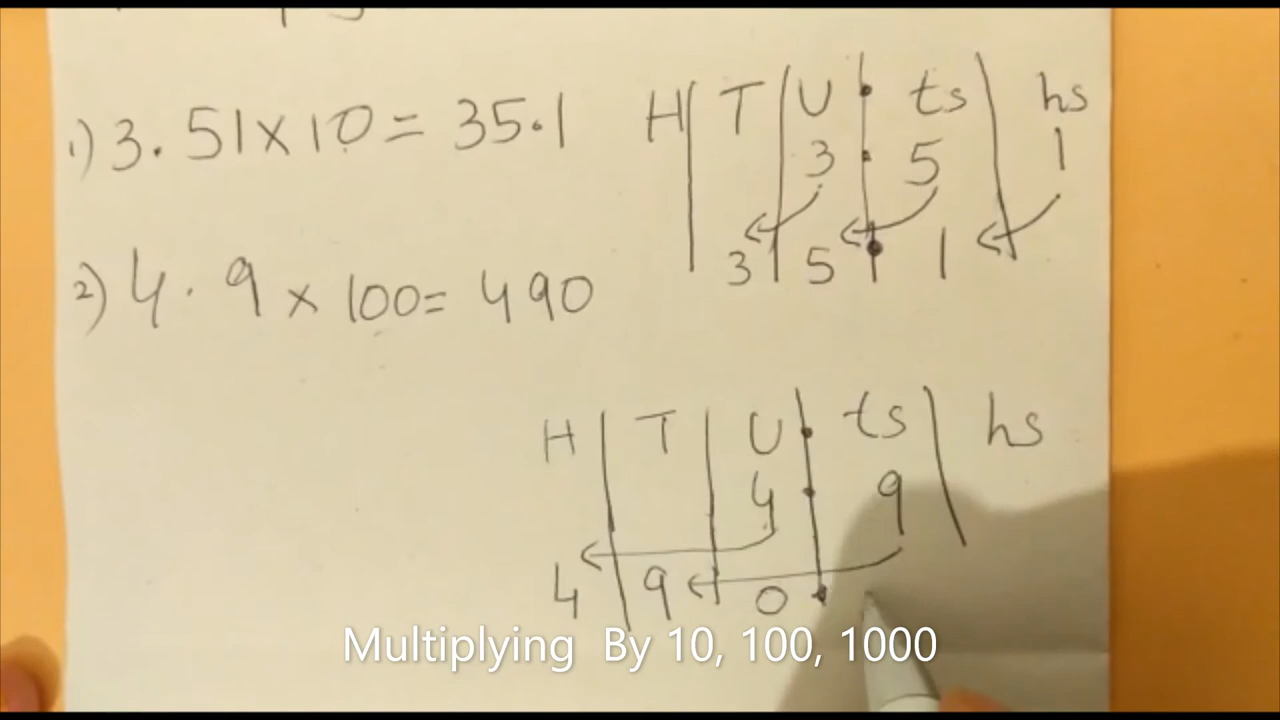 1) 3.51 x 10 = 35.1
H T U . ts hs
3 . 5 1
3 5 . 1
2) 4.9 x 100 = 490
H T U . ts hs
4 . 9
4 9 0 .
Multiplying By 10, 100, 1000